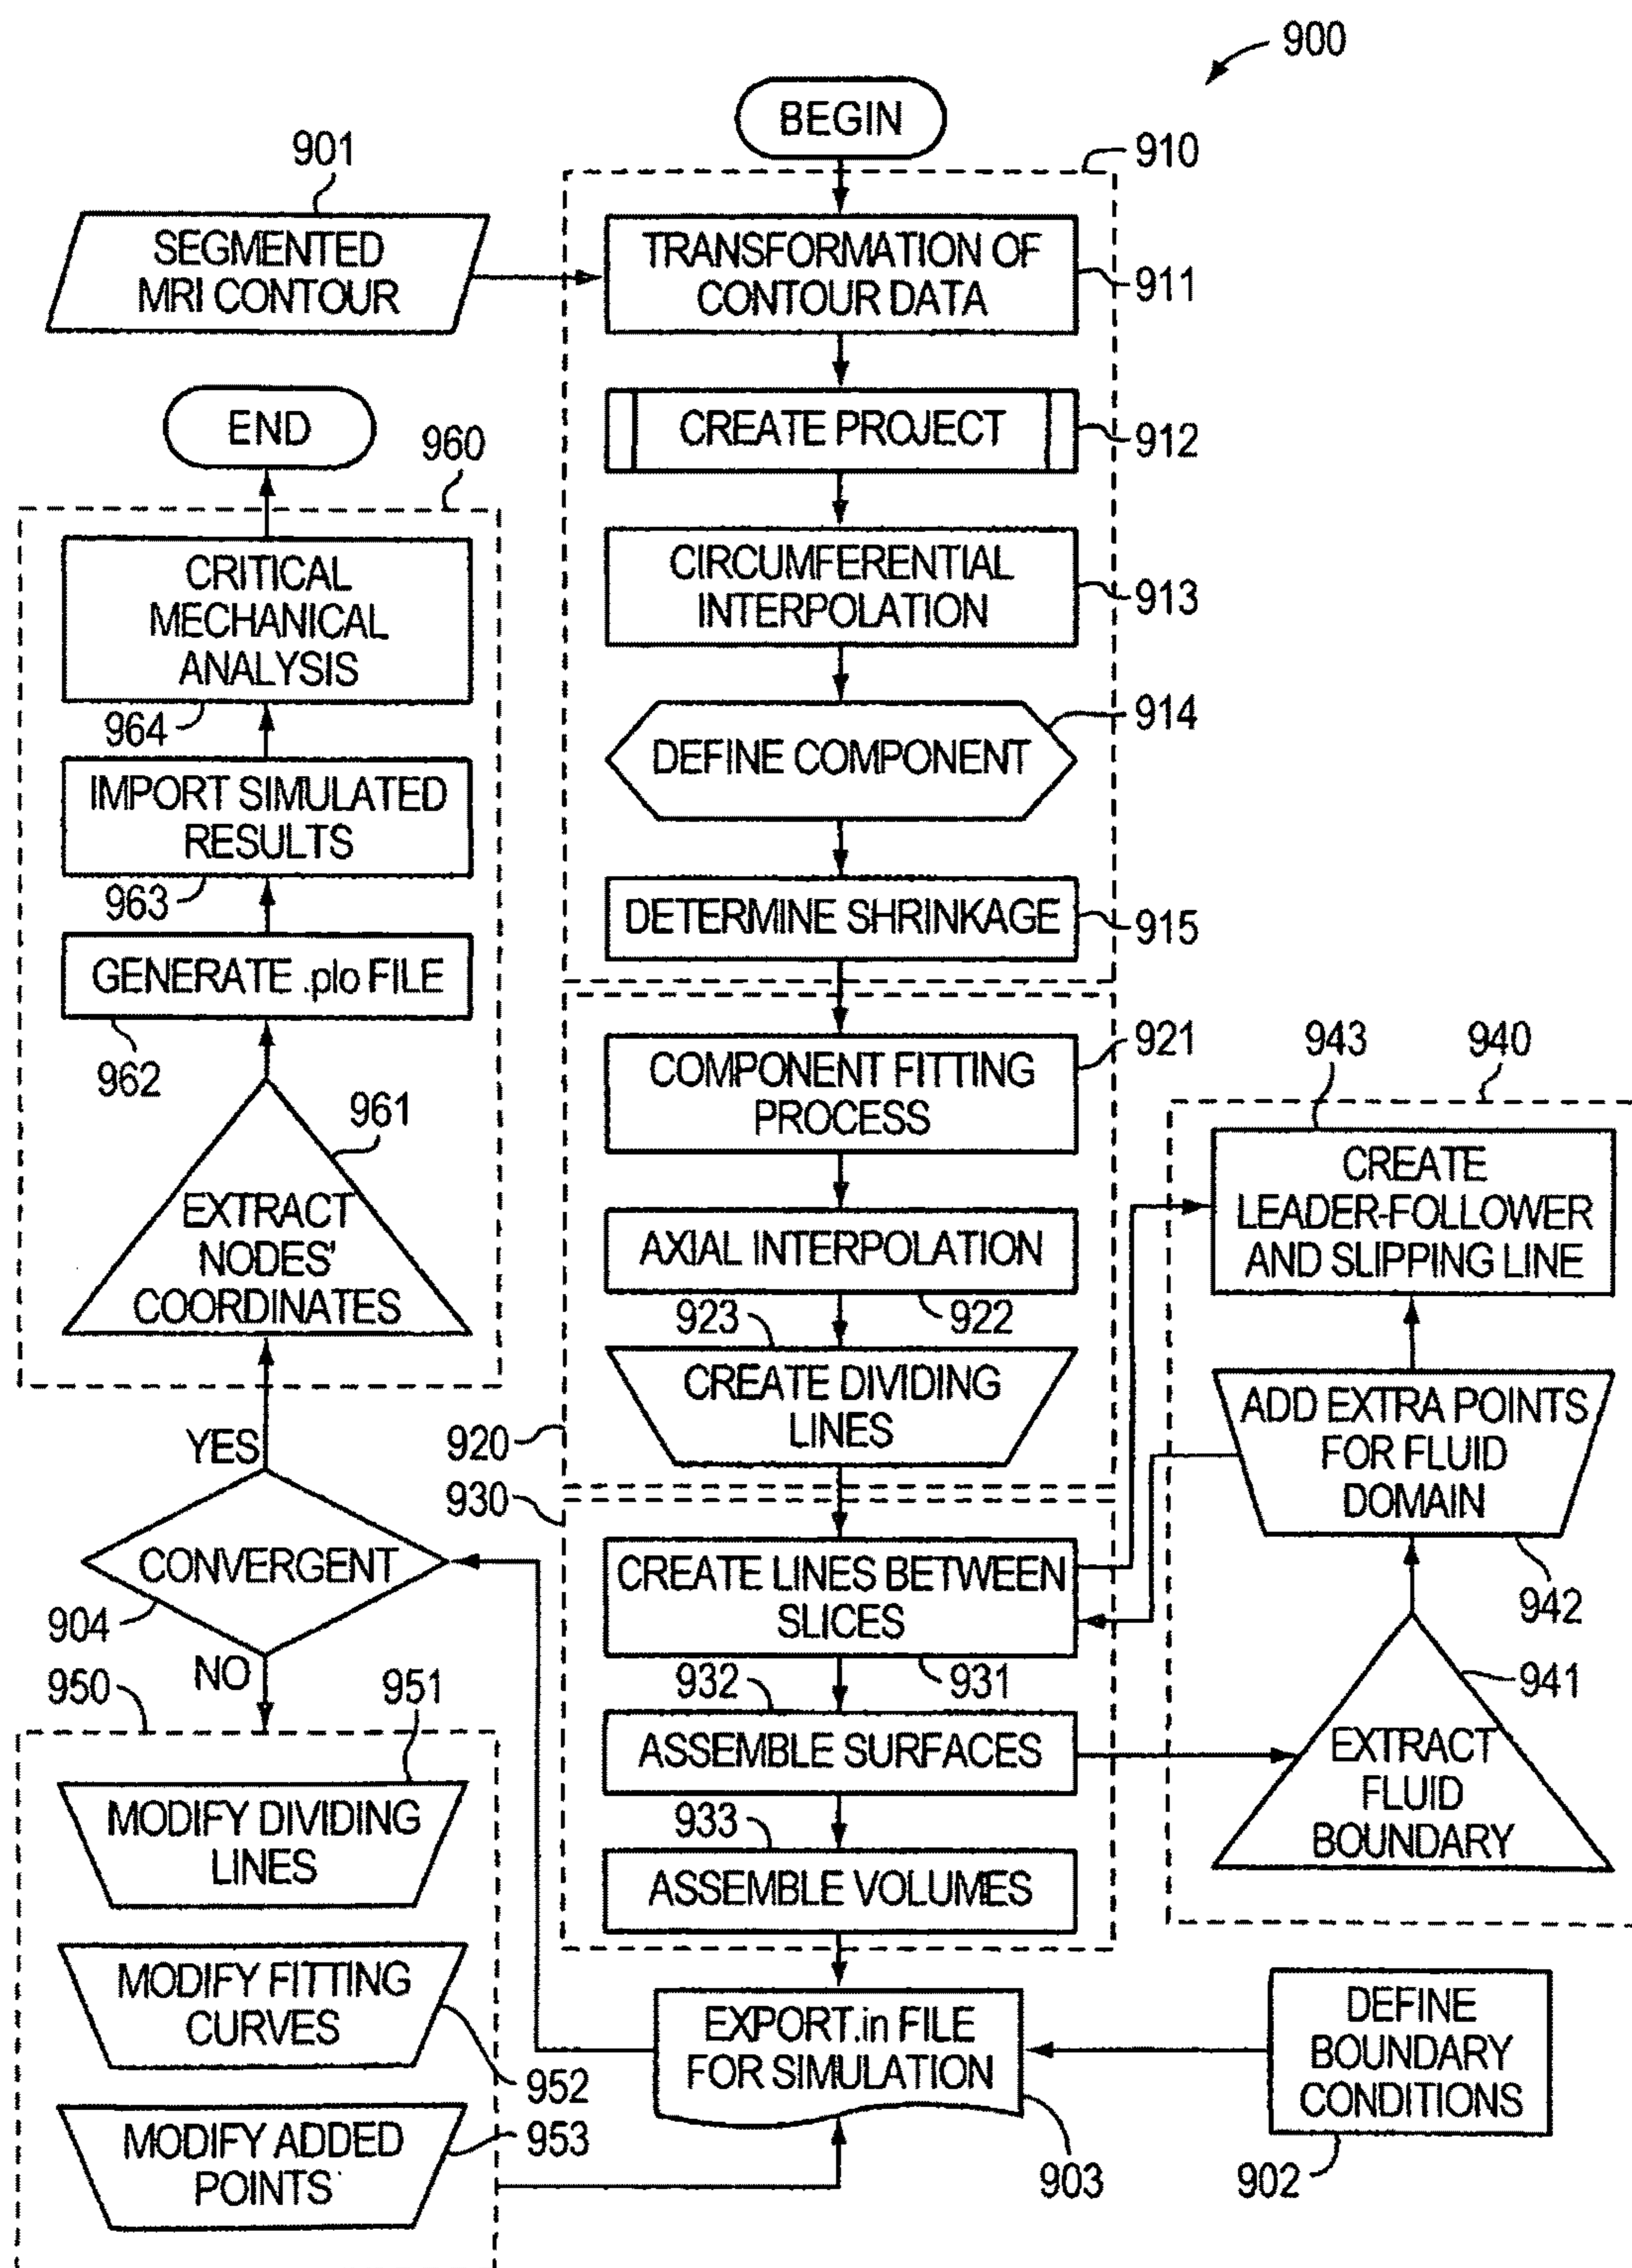 900
BEGIN
901
910
SEGMENTED
MRI CONTOUR
TRANSFORMATION OF
CONTOUR DATA
911
END
960
CREATE PROJECT
912
CIRCUMFERENTIAL
INTERPOLATION
913
CRITICAL
MECHANICAL
ANALYSIS
964
DEFINE COMPONENT
914
IMPORT SIMULATED
RESULTS
963
DETERMINE SHRINKAGE
915
GENERATE .plo FILE
962
COMPONENT FITTING
PROCESS
921
943
940
961
EXTRACT
NODES'
COORDINATES
AXIAL INTERPOLATION
922
923
CREATE
LEADER-FOLLOWER
AND SLIPPING LINE
CREATE DIVIDING
LINES
920
ADD EXTRA POINTS
FOR FLUID
DOMAIN
942
YES
CONVERGENT
904
NO
930
CREATE LINES BETWEEN
SLICES
931
932
ASSEMBLE SURFACES
941
EXTRACT
FLUID
BOUNDARY
933
ASSEMBLE VOLUMES
950
951
MODIFY DIVIDING
LINES
MODIFY FITTING
CURVES
952
MODIFY ADDED
POINTS
953
EXPORT.in FILE
FOR SIMULATION
903
DEFINE
BOUNDARY
CONDITIONS
902